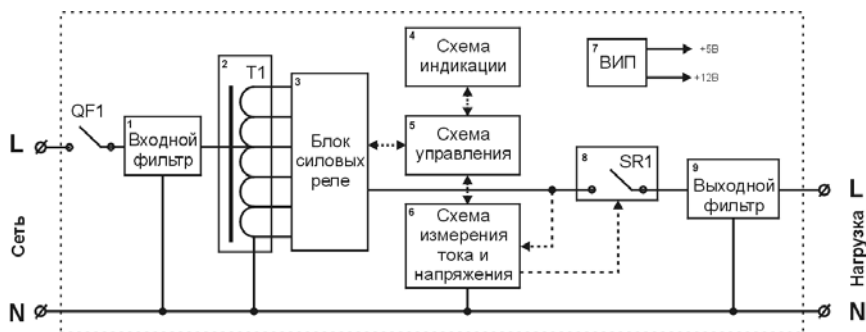 L
Сеть
N
QF1
1
Входной
фильтр
2
T1
3
Блок
силовых
реле
4
Схема
индикации
5
Схема
управления
6
Схема
измерения
тока и
напряжения
7
ВИП
+5В
+12В
8
SR1
9
Выходной
фильтр
L
Нагрузка
N